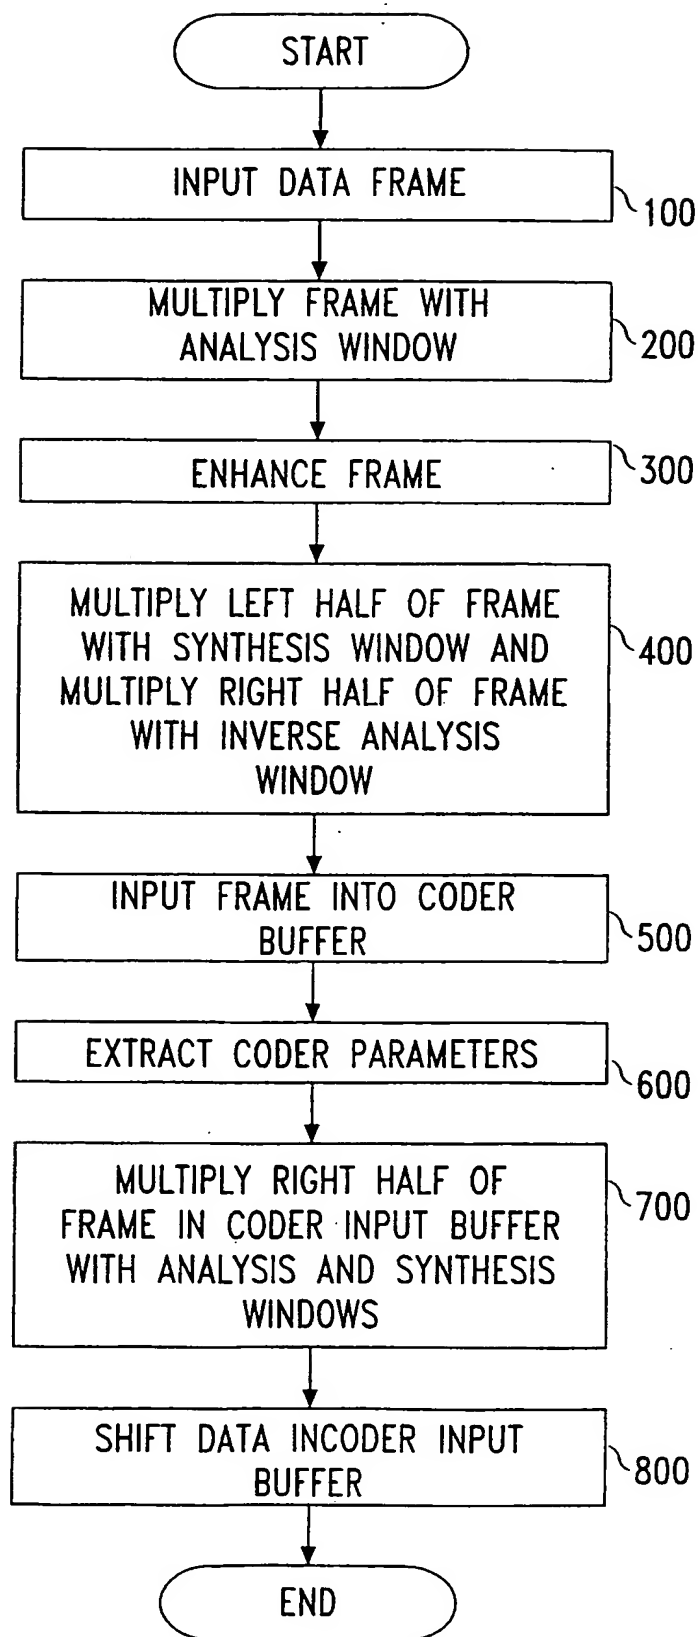 START
INPUT DATA FRAME
100
MULTIPLY FRAME WITH
ANALYSIS WINDOW
200
ENHANCE FRAME
300
MULTIPLY LEFT HALF OF FRAME
WITH SYNTHESIS WINDOW AND
MULTIPLY RIGHT HALF OF FRAME
WITH INVERSE ANALYSIS
WINDOW
400
INPUT FRAME INTO CODER
BUFFER
500
EXTRACT CODER PARAMETERS
600
MULTIPLY RIGHT HALF OF
FRAME IN CODER INPUT BUFFER
WITH ANALYSIS AND SYNTHESIS
WINDOWS
700
SHIFT DATA INCODER INPUT
BUFFER
800
END